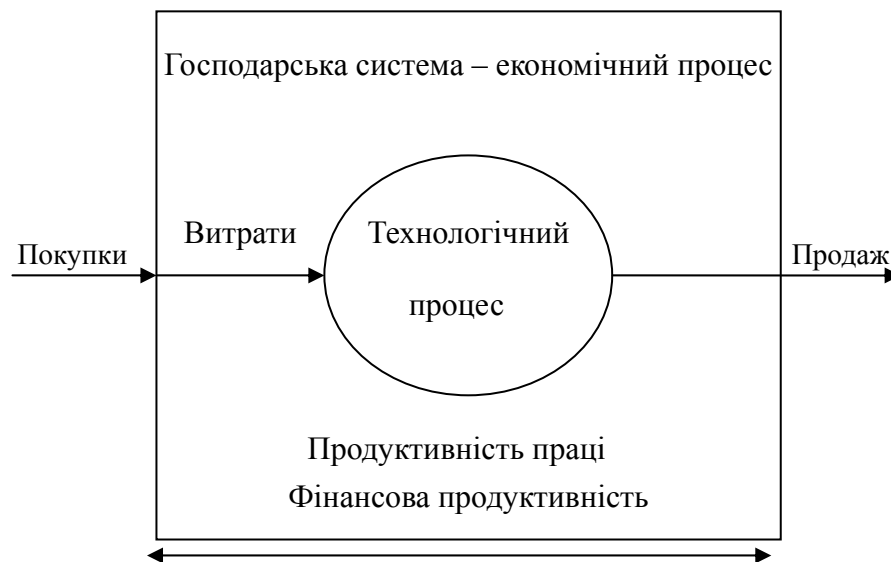 Господарська система – економічний процес
Витрати
Технологічний
процес
Покупки
Продаж
Продуктивність праці
Фінансова продуктивність